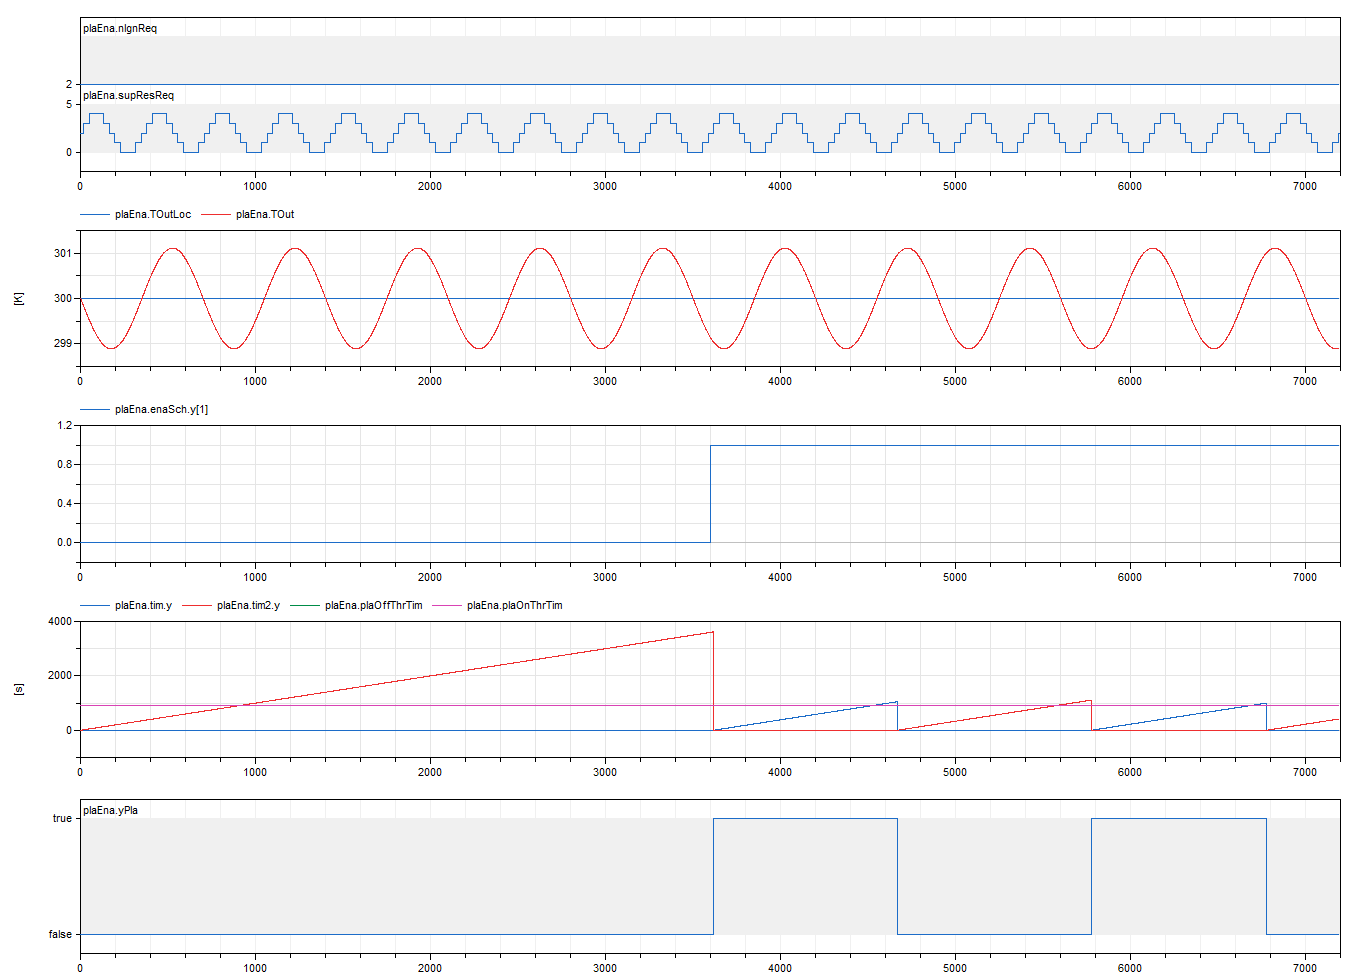 plaEna.nIgnReq
2
plaEna.supResReq
5
0
0 1000 2000 3000 4000 5000 6000 7000
plaEna.TOutLoc plaEna.TOut
301
300
299
[K]
0 1000 2000 3000 4000 5000 6000 7000
plaEna.enaSch.y[1]
1.2
0.8
0.4
0.0
0 1000 2000 3000 4000 5000 6000 7000
plaEna.tim.y plaEna.tim2.y plaEna.plaOffThrTim plaEna.plaOnThrTim
4000
2000
0
[s]
0 1000 2000 3000 4000 5000 6000 7000
plaEna.yPla
true
false
0 1000 2000 3000 4000 5000 6000 7000